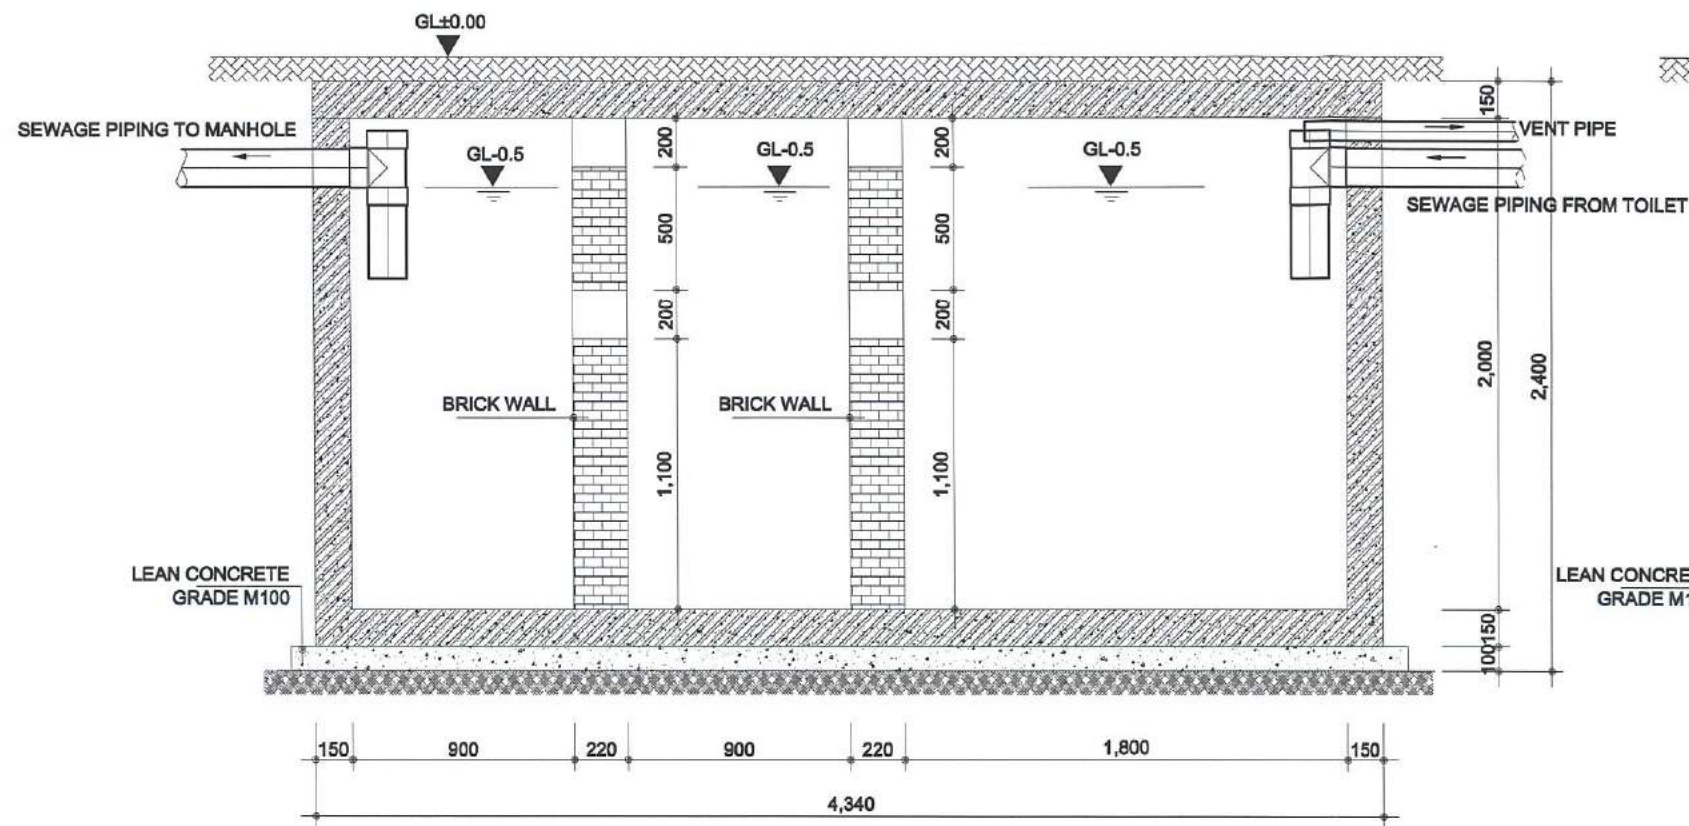 GL±0.00
150
SEWAGE PIPING TO MANHOLE
VENT PIPE
GL-0.5
200
GL-0.5
200
GL-0.5
SEWAGE PIPING FROM TOILET
500
500
200
200
2,000
2,400
BRICK WALL
BRICK WALL
1,100
1,100
LEAN CONCRETE
GRADE M100
LEAN CONCRE
GRADE M1
150
100
150
900
220
900
220
1,800
150
4,340